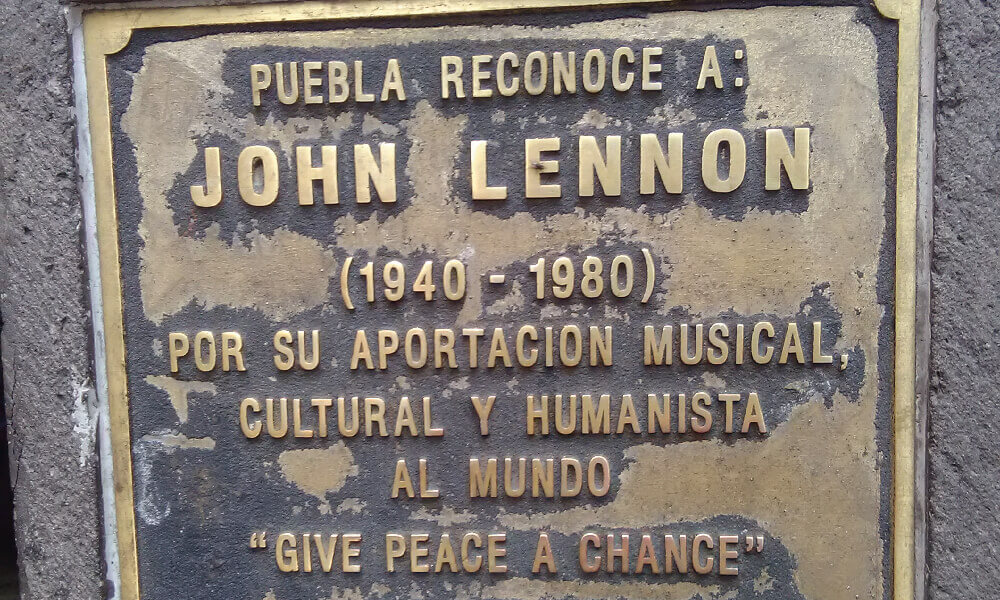 PUEBLA RECONOCE A:
JOHN LENNON
(1940 - 1980)
POR SU APORTACION MUSICAL,
CULTURAL Y HUMANISTA
AL MUNDO
“GIVE PEACE A CHANCE”